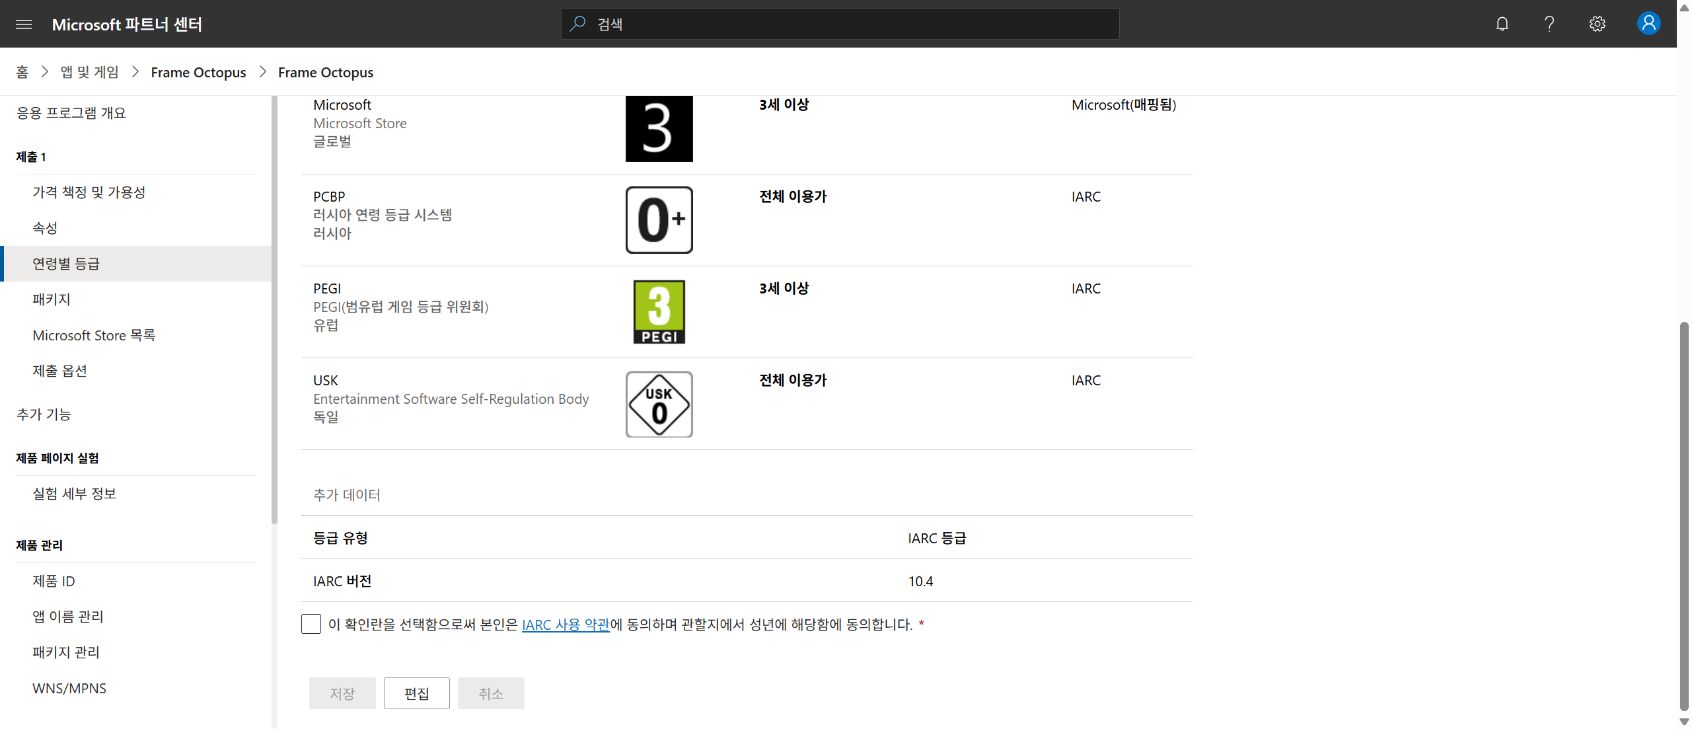 Microsoft 파트너 센터
검색
홈 > 앱 및 게임 > Frame Octopus > Frame Octopus
응용 프로그램 개요
제출 1
가격 책정 및 가용성
속성
연령별 등급
패키지
Microsoft Store 목록
제출 옵션
추가 기능
제품 페이지 실험
실험 세부 정보
제품 관리
제품 ID
앱 이름 관리
패키지 관리
WNS/MPNS
Microsoft
Microsoft Store
글로벌
3
3세 이상
Microsoft(매핑됨)
PCBP
러시아 연령 등급 시스템
러시아
0+
전체 이용가
IARC
PEGI
PEGI(범유럽 게임 등급 위원회)
유럽
3
PEGI
3세 이상
IARC
USK
Entertainment Software Self-Regulation Body
독일
USK
0
전체 이용가
IARC
추가 데이터
등급 유형 IARC 등급
IARC 버전 10.4
이 확인란을 선택함으로써 본인은 IARC 사용 약관에 동의하며 관할지에서 성년에 해당함에 동의합니다. *
저장 편집 취소